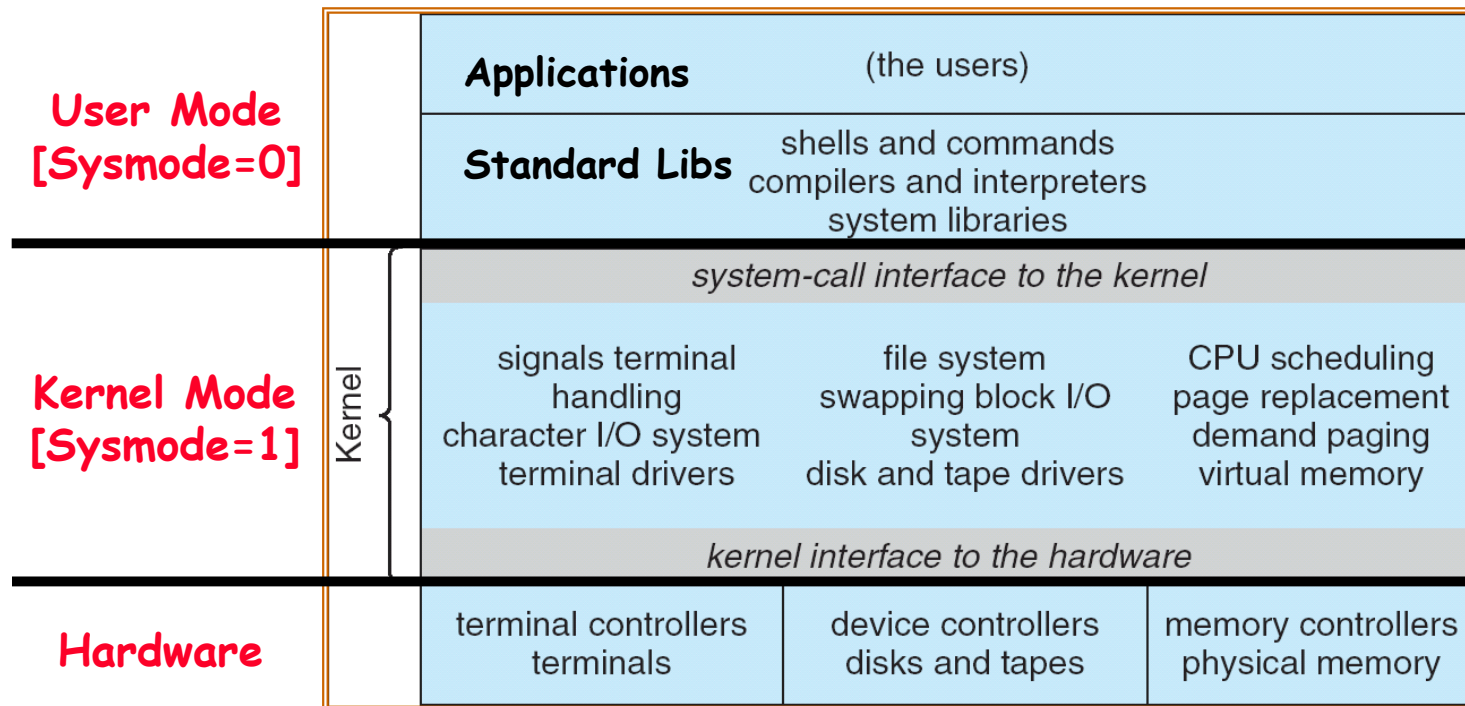 User Mode
[Sysmode=0]
Applications
(the users)
Standard Libs
shells and commands
compilers and interpreters
system libraries
Kernel Mode
[Sysmode=1]
Kernel
system-call interface to the kernel
signals terminal
handling
character I/O system
terminal drivers
file system
swapping block I/O
system
disk and tape drivers
CPU scheduling
page replacement
demand paging
virtual memory
kernel interface to the hardware
Hardware
terminal controllers
terminals
device controllers
disks and tapes
memory controllers
physical memory